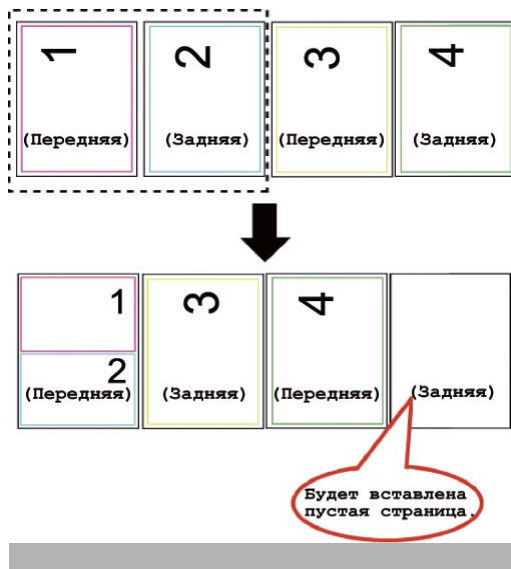 1 2 3 4
(Передняя) (Задняя) (Передняя) (Задняя)
1 3 4
2
(Передняя) (Задняя) (Передняя) (Задняя)
Будет вставлена
пустая страница.